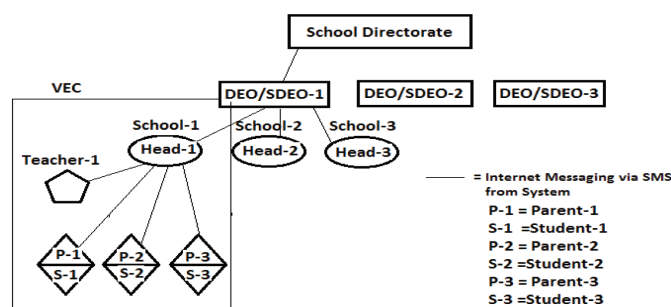 School Directorate
VEC
DEO/SDEO-1
DEO/SDEO-2
DEO/SDEO-3
School-1
School-2
School-3
Head-1
Head-2
Head-3
Teacher-1
= Internet Messaging via SMS
from System
P-1 = Parent-1
S-1 =Student-1
P-2 = Parent-2
S-2 =Student-2
P-3 = Parent-3
S-3 =Student-3
P-1
P-2
P-3
S-1
S-2
S-3